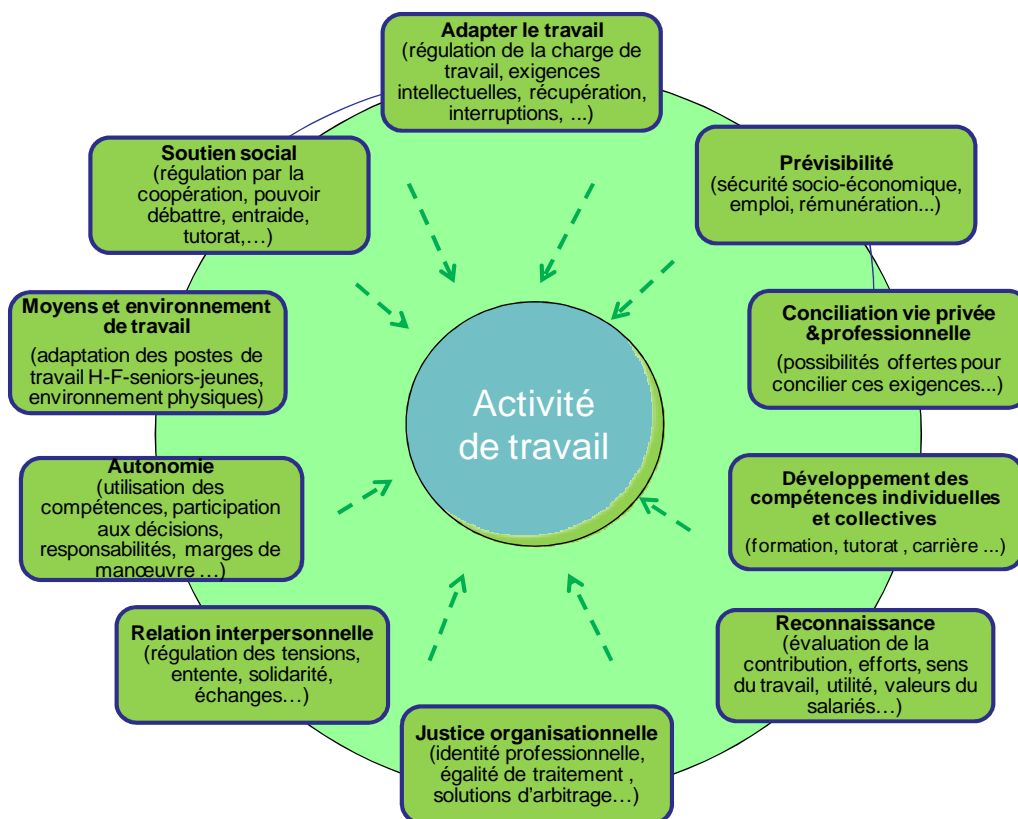 Adapter le travail
(régulation de la charge de
travail, exigences
intellectuelles, récupération,
interruptions, ...)
Soutien social
(régulation par la
coopération, pouvoir
débattre, entraide,
tutorat,...)
Prévisibilité
(sécurité socio-économique,
emploi, rémunération...)
Moyens et environnement
de travail
(adaptation des postes de
travail H-F-seniors-jeunes,
environnement physiques)
Conciliation vie privée
&professionnelle
(possibilités offertes pour
concilier ces exigences...)
Activité
de travail
Autonomie
(utilisation des
compétences, participation
aux décisions,
responsabilités, marges de
manœuvre ...)
Développement des
compétences individuelles
et collectives
(formation, tutorat , carrière ...)
Relation interpersonnelle
(régulation des tensions,
entente, solidarité,
échanges...)
Reconnaissance
(évaluation de la
contribution, efforts, sens
du travail, utilité, valeurs du
salariés...)
Justice organisationnelle
(identité professionnelle,
égalité de traitement ,
solutions d'arbitrage...)